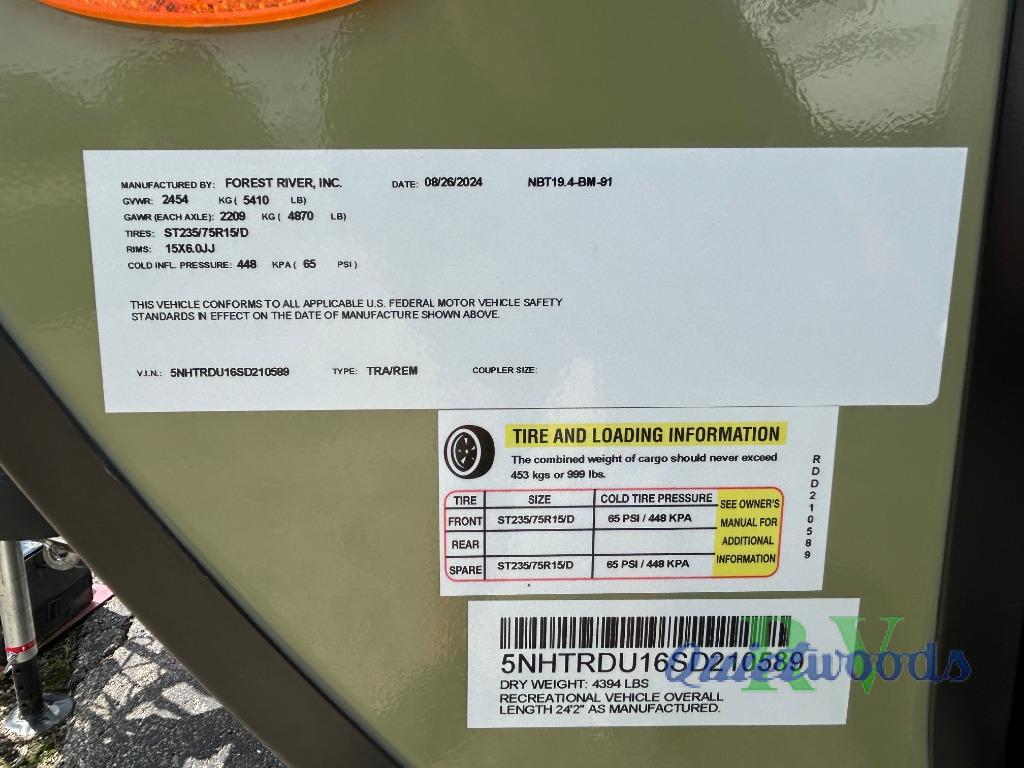 MANUFACTURED BY: FOREST RIVER, INC. DATE: 08/26/2024 NBT19.4-BM-91
GVWR: 2454 KG ( 5410 LB)
GAWR (EACH AXLE): 2209 KG ( 4870 LB)
TIRES: ST235/75R15/D
RIMS: 15X6.0JJ
COLD INFL. PRESSURE: 448 KPA ( 65 PSI )
THIS VEHICLE CONFORMS TO ALL APPLICABLE U.S. FEDERAL MOTOR VEHICLE SAFETY
STANDARDS IN EFFECT ON THE DATE OF MANUFACTURE SHOWN ABOVE.
V.I.N.: 5NHTRDU16SD210589 TYPE: TRA/REM COUPLER SIZE:
TIRE AND LOADING INFORMATION
The combined weight of cargo should never exceed
453 kgs or 999 lbs.
TIRE SIZE COLD TIRE PRESSURE
FRONT ST235/75R15/D 65 PSI / 448 KPA
REAR
SPARE ST235/75R15/D 65 PSI / 448 KPA
SEE OWNER'S
MANUAL FOR
ADDITIONAL
INFORMATION
RDD210589
5NHTRDU16SD210589
DRY WEIGHT: 4394 LBS
RECREATIONAL VEHICLE OVERALL
LENGTH 24'2" AS MANUFACTURED.
Quietwoods
RV